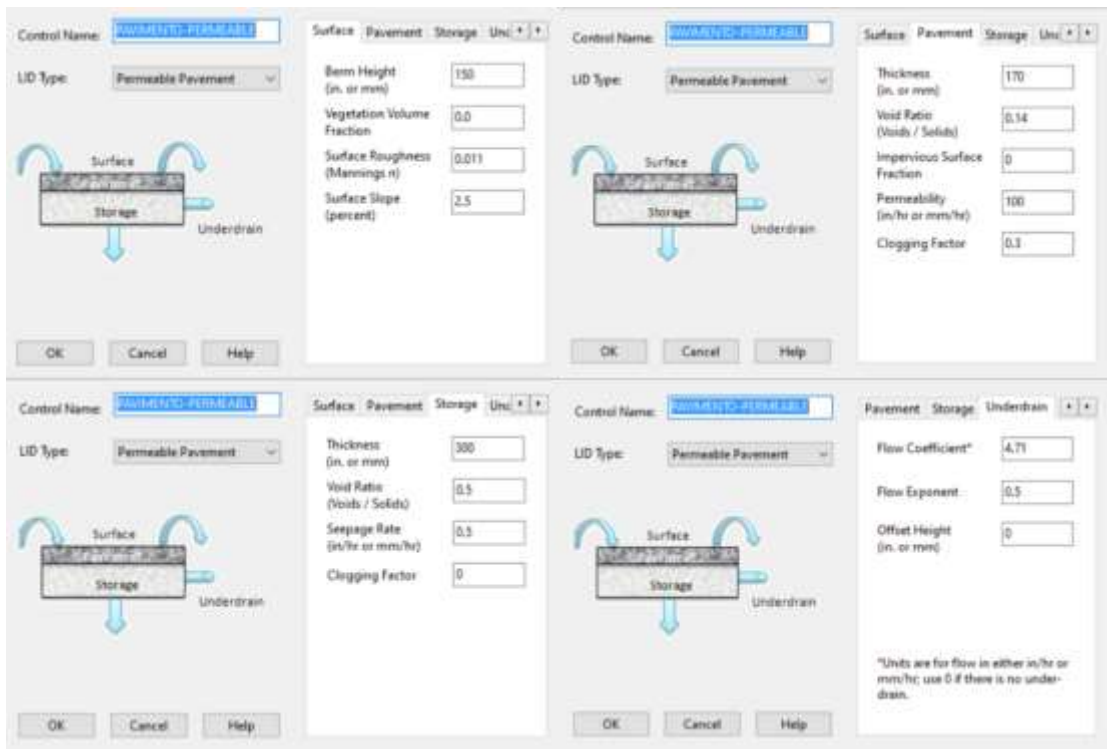 Control Name: PAVIMENTO-PERMEABLE
LID Type: Permeable Pavement
Surface
Storage
Underdrain
OK Cancel Help
Surface Pavement Storage Unc
Berm Height
(in. or mm)
150
Vegetation Volume
Fraction
0.0
Surface Roughness
(Mannings n)
0.011
Surface Slope
(percent)
2.5
Control Name: PAVIMENTO-PERMEABLE
LID Type: Permeable Pavement
Surface
Storage
Underdrain
OK Cancel Help
Surface Pavement Storage Unc
Thickness
(in. or mm)
170
Void Ratio
(Voids / Solids)
0.14
Impervious Surface
Fraction
0
Permeability
(in/hr or mm/hr)
100
Clogging Factor
0.3
Control Name: PAVIMENTO-PERMEABLE
LID Type: Permeable Pavement
Surface
Storage
Underdrain
OK Cancel Help
Surface Pavement Storage Unc
Thickness
(in. or mm)
300
Void Ratio
(Voids / Solids)
0.5
Seepage Rate
(in/hr or mm/hr)
0.5
Clogging Factor
0
Control Name: PAVIMENTO-PERMEABLE
LID Type: Permeable Pavement
Surface
Storage
Underdrain
OK Cancel Help
Pavement Storage Underdrain
Flow Coefficient*
4.71
Flow Exponent
0.5
Offset Height
(in. or mm)
0
*Units are for flow in either in/hr or
mm/hr; use 0 if there is no under-
drain.